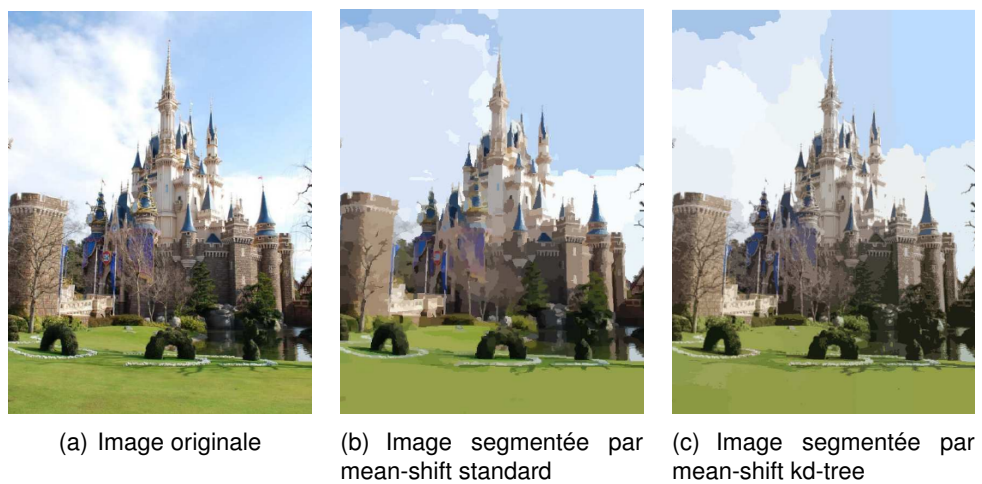 (a) Image originale
(b) Image segmentée par
mean-shift standard
(c) Image segmentée par
mean-shift kd-tree